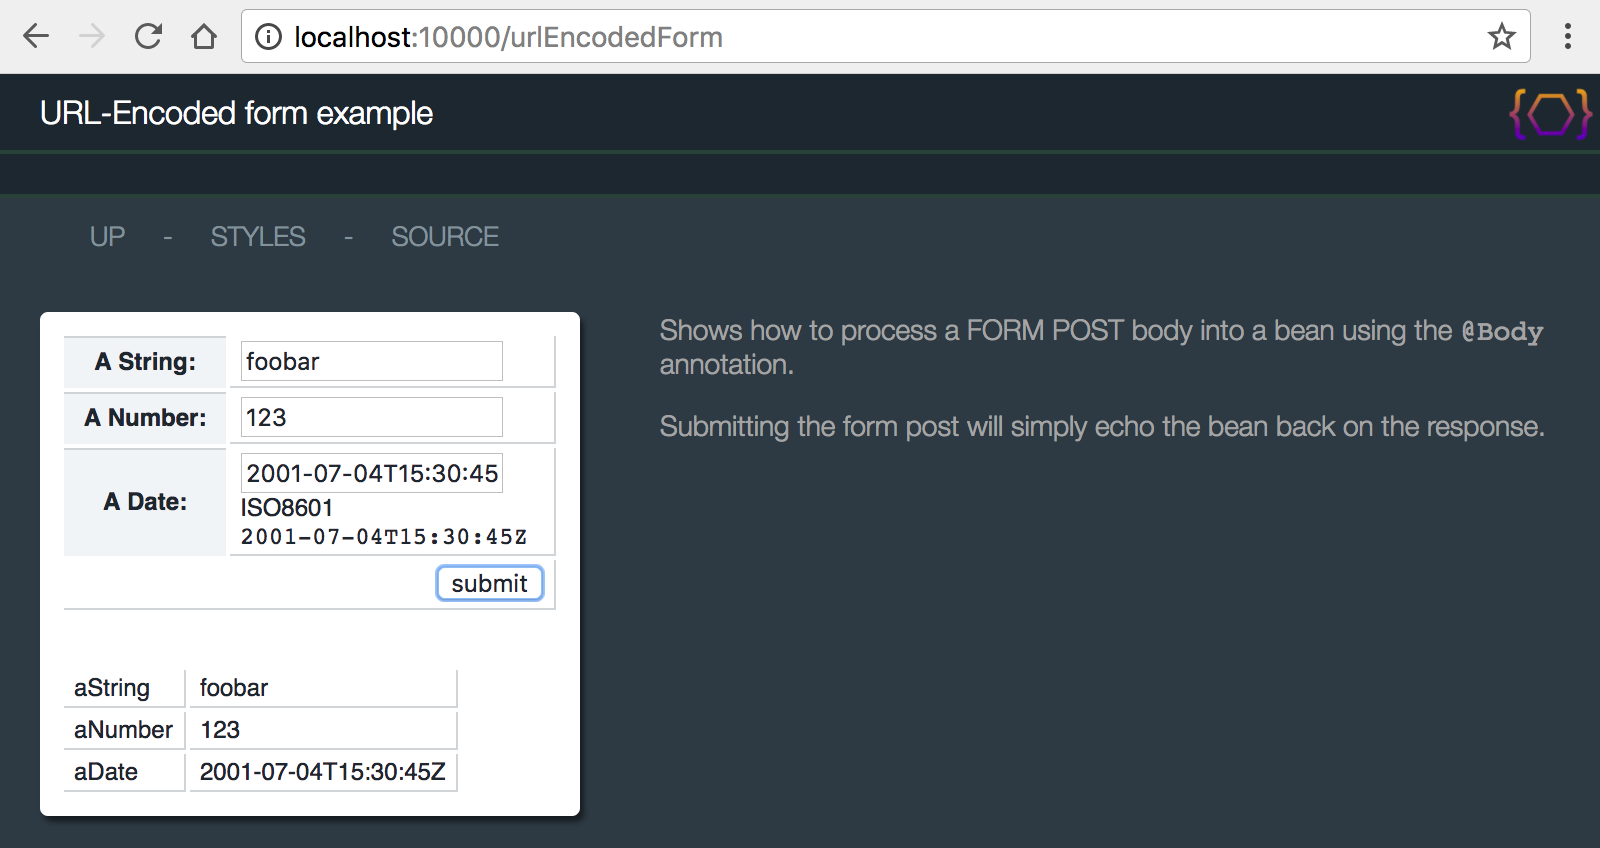 localhost:10000/urlEncodedForm
URL-Encoded form example
UP - STYLES - SOURCE
A String: foobar
A Number: 123
A Date: 2001-07-04T15:30:45
ISO8601
2001-07-04T15:30:45Z
submit
aString foobar
aNumber 123
aDate 2001-07-04T15:30:45Z
Shows how to process a FORM POST body into a bean using the @Body
annotation.
Submitting the form post will simply echo the bean back on the response.